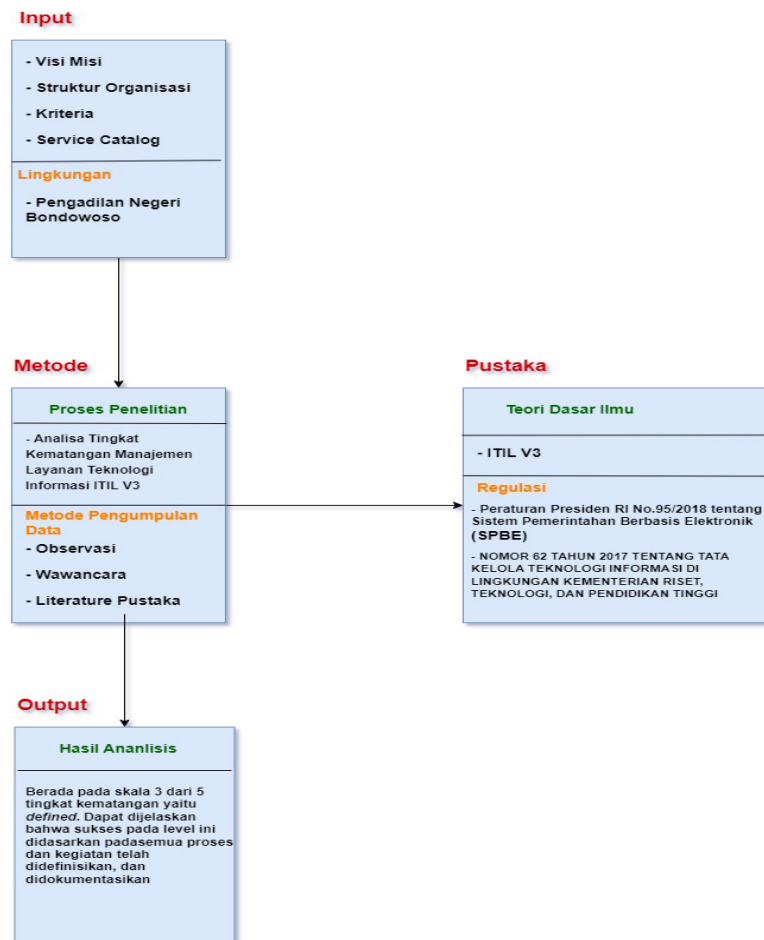 Input
- Visi Misi
- Struktur Organisasi
- Kriteria
- Service Catalog
Lingkungan
- Pengadilan Negeri
Bondowoso
Metode
Proses Penelitian
- Analisa Tingkat
Kematangan Manajemen
Layanan Teknologi
Informasi ITIL V3
Metode Pengumpulan
Data
- Observasi
- Wawancara
- Literature Pustaka
Pustaka
Teori Dasar Ilmu
- ITIL V3
Regulasi
- Peraturan Presiden RI No.95/2018 tentang
Sistem Pemerintahan Berbasis Elektronik
(SPBE)
- NOMOR 62 TAHUN 2017 TENTANG TATA
KELOLA TEKNOLOGI INFORMASI DI
LINGKUNGAN KEMENTERIAN RISET,
TEKNOLOGI, DAN PENDIDIKAN TINGGI
Output
Hasil Ananlisis
Berada pada skala 3 dari 5
tingkat kematangan yaitu
defined. Dapat dijelaskan
bahwa sukses pada level ini
didasarkan padasemua proses
dan kegiatan telah
didefinisikan, dan
didokumentasikan